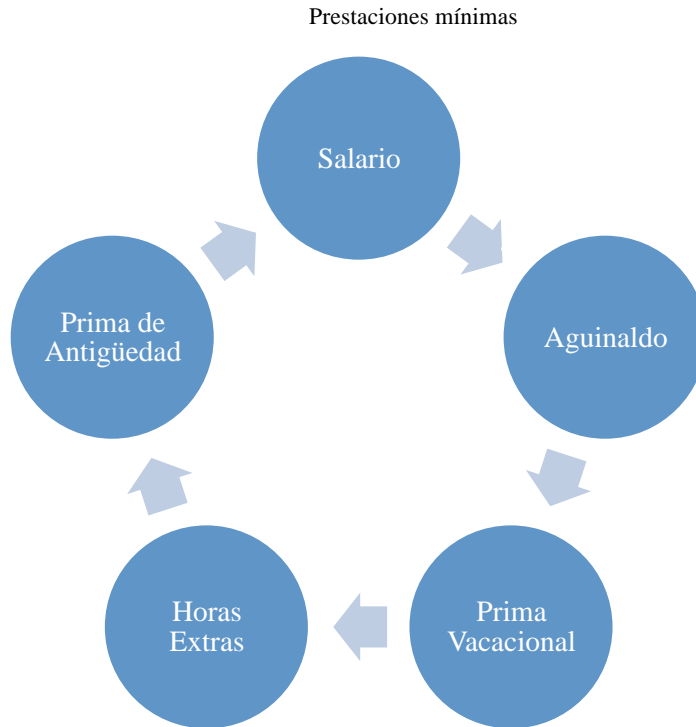 Prestaciones mínimas
Salario
Aguinaldo
Prima
Vacacional
Horas
Extras
Prima de
Antigüedad